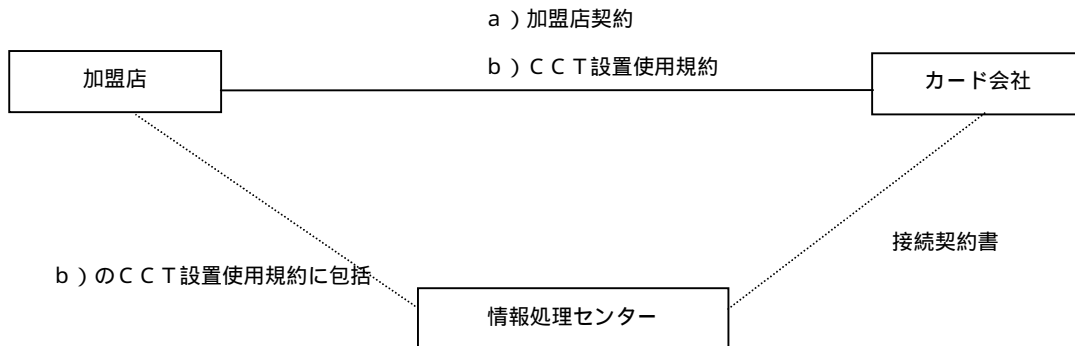 a）加盟店契約
b）ＣＣＴ設置使用規約
加盟店
カード会社
接続契約書
b）のＣＣＴ設置使用規約に包括
情報処理センター